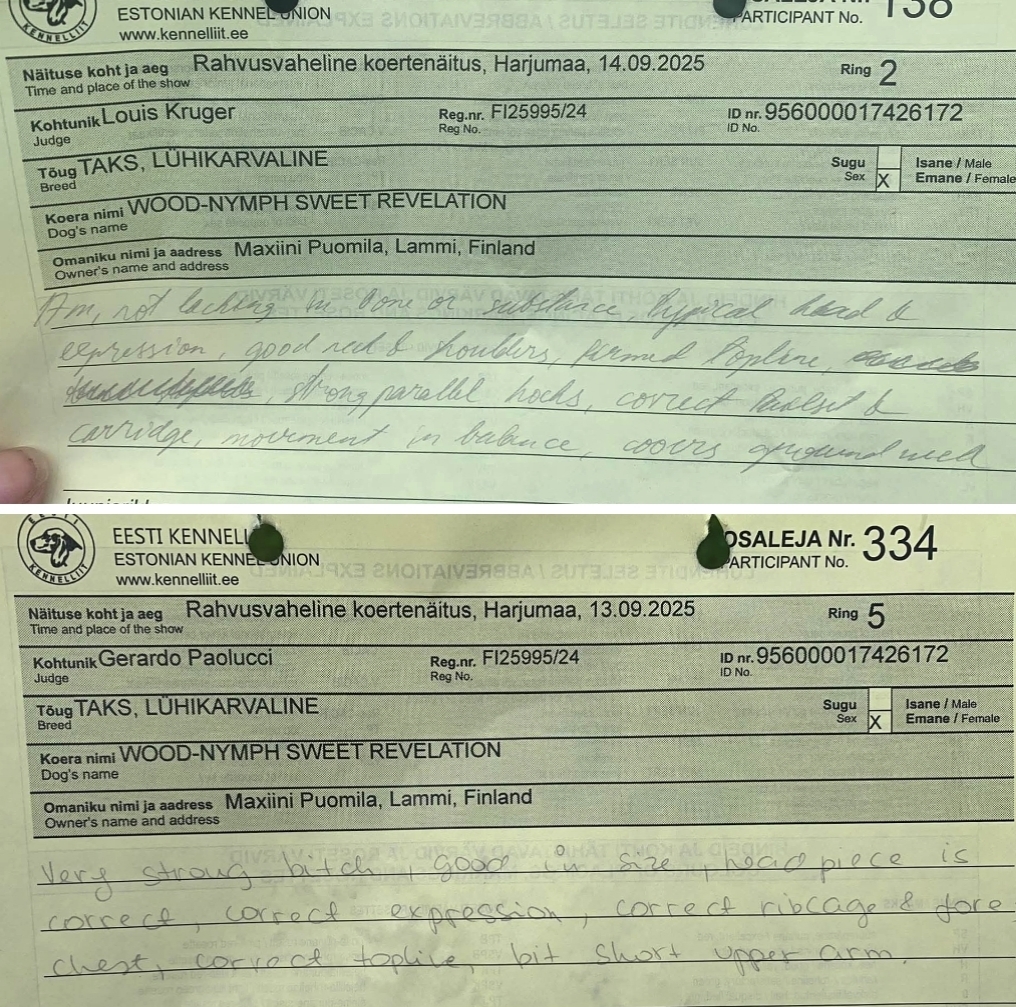 ESTONIAN KENNEL UNION
www.kennelliit.ee
PARTICIPANT No. 138
Näituse koht ja aeg Rahvusvaheline koertenäitus, Harjumaa, 14.09.2025 Ring 2
Time and place of the show
Kohtunik Louis Kruger Reg.nr. FI25995/24 ID nr. 956000017426172
Judge Reg No. ID No.
Tõug TAKS, LÜHIKARVALINE Sugu Isane / Male
Breed Sex X Emane / Female
Koera nimi WOOD-NYMPH SWEET REVELATION
Dog's name
Omaniku nimi ja aadress Maxiini Puomila, Lammi, Finland
Owner's name and address
not lacking in bone or substance, typical head &
expression, good neck & shoulders, firmed topline,
, strong parallel hocks, correct tailset &
carridge, movment in balance, covers ground well
EESTI KENNELLIIT
ESTONIAN KENNEL UNION
www.kennelliit.ee
OSALEJA Nr. 334
PARTICIPANT No.
Näituse koht ja aeg Rahvusvaheline koertenäitus, Harjumaa, 13.09.2025 Ring 5
Time and place of the show
Kohtunik Gerardo Paolucci Reg.nr. FI25995/24 ID nr. 956000017426172
Judge Reg No. ID No.
Tõug TAKS, LÜHIKARVALINE Sugu Isane / Male
Breed Sex X Emane / Female
Koera nimi WOOD-NYMPH SWEET REVELATION
Dog's name
Omaniku nimi ja aadress Maxiini Puomila, Lammi, Finland
Owner's name and address
Very strong bitch, good in size, head piece is
correct, correct expression, correct ribcage & fore
chest, correct topline, bit short upper arm.